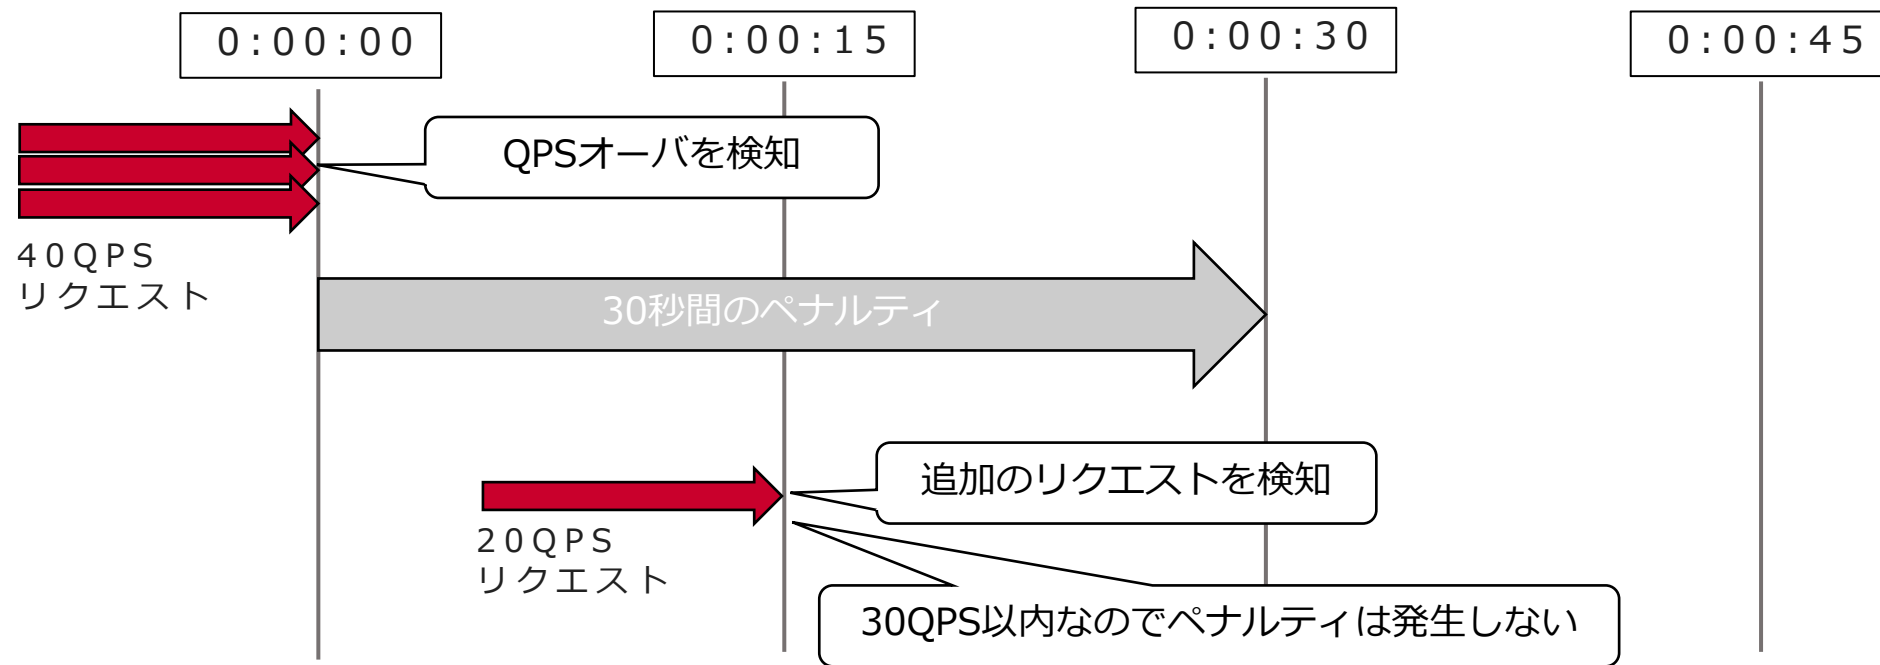 0:00:00
0:00:15
0:00:30
0:00:45
QPSオーバを検知
40QPS
リクエスト
30秒間のペナルティ
追加のリクエストを検知
20QPS
リクエスト
30QPS以内なのでペナルティは発生しない